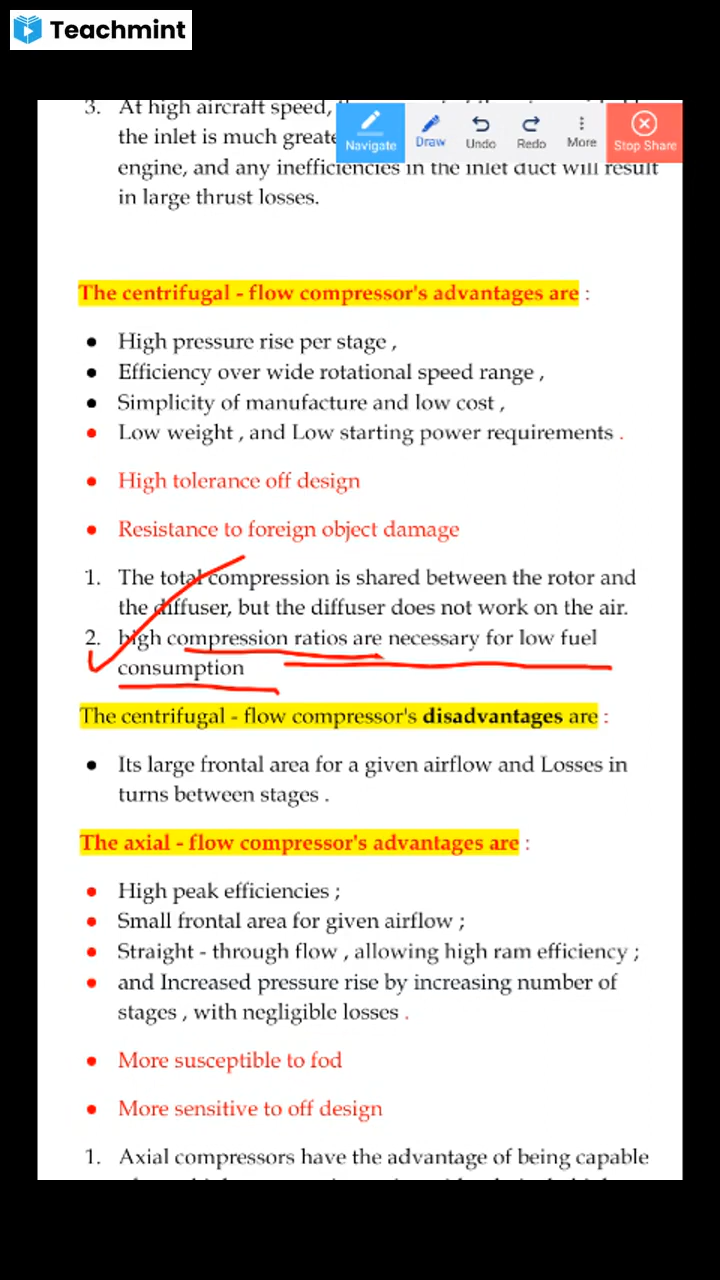 Teachmint
3. At high aircraft speed,
the inlet is much greate
Navigate Draw Undo Redo More Stop Share
engine, and any inefficiencies in the inlet duct will result
in large thrust losses.
The centrifugal - flow compressor's advantages are :
● High pressure rise per stage ,
● Efficiency over wide rotational speed range ,
● Simplicity of manufacture and low cost ,
● Low weight , and Low starting power requirements .
● High tolerance off design
● Resistance to foreign object damage
1. The total compression is shared between the rotor and
the diffuser, but the diffuser does not work on the air.
2. high compression ratios are necessary for low fuel
consumption
The centrifugal - flow compressor's disadvantages are :
● Its large frontal area for a given airflow and Losses in
turns between stages .
The axial - flow compressor's advantages are :
● High peak efficiencies ;
● Small frontal area for given airflow ;
● Straight - through flow , allowing high ram efficiency ;
● and Increased pressure rise by increasing number of
stages , with negligible losses .
● More susceptible to fod
● More sensitive to off design
1. Axial compressors have the advantage of being capable